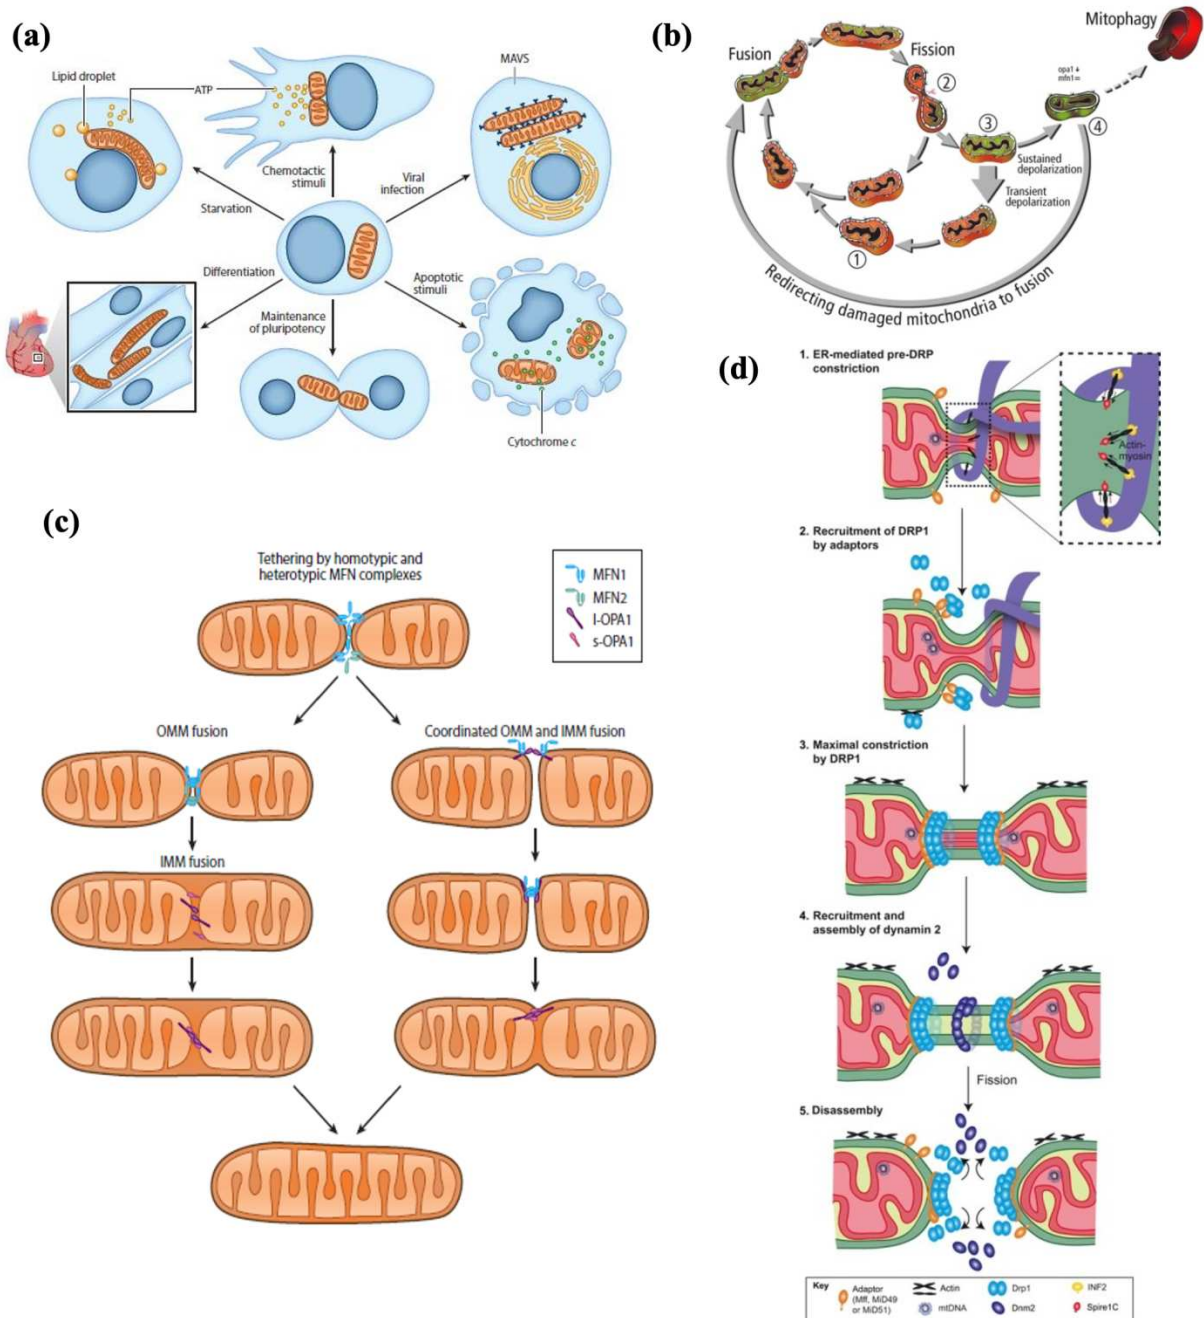 (a)
Lipid droplet
ATP
MAVS
Chemotactic
stimuli
Viral
infection
Starvation
Differentiation
Apoptotic
stimuli
Maintenance
of pluripotency
Cytochrome c
(b)
Mitophagy
Fusion
Fission
opa1 +
mfn1 =
②
③
④
Sustained
depolarization
Transient
depolarization
①
Redirecting damaged mitochondria to fusion
(c)
Tethering by homotypic and
heterotypic MFN complexes
MFN1
MFN2
l-OPA1
s-OPA1
OMM fusion
Coordinated OMM and IMM fusion
IMM fusion
(d)
1. ER-mediated pre-DRP
constriction
Actin-
myosin
2. Recruitment of DRP1
by adaptors
3. Maximal constriction
by DRP1
4. Recruitment and
assembly of dynamin 2
Fission
5. Disassembly
Key
Adaptor
(Mff, MiD49
or MiD51)
Actin
mtDNA
Drp1
Dnm2
INF2
Spire1C